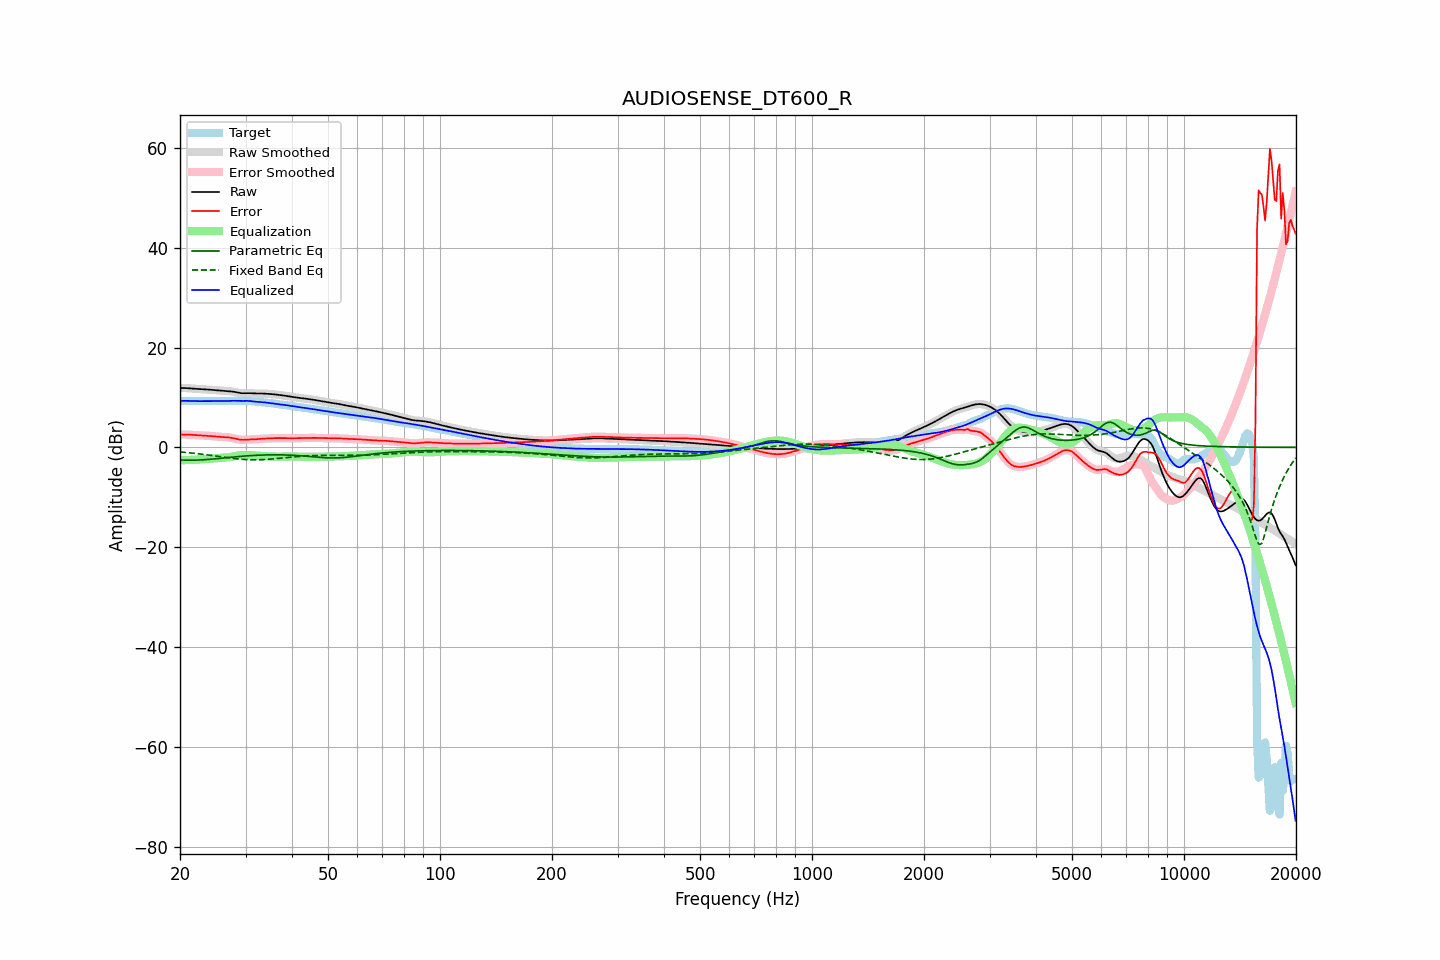 AUDIOSENSE_DT600_R
Target
Raw Smoothed
Error Smoothed
Raw
Error
Equalization
Parametric Eq
Fixed Band Eq
Equalized
60
40
20
0
−20
−40
−60
−80
Amplitude (dBr)
20
50
100
200
500
1000
2000
5000
10000
20000
Frequency (Hz)